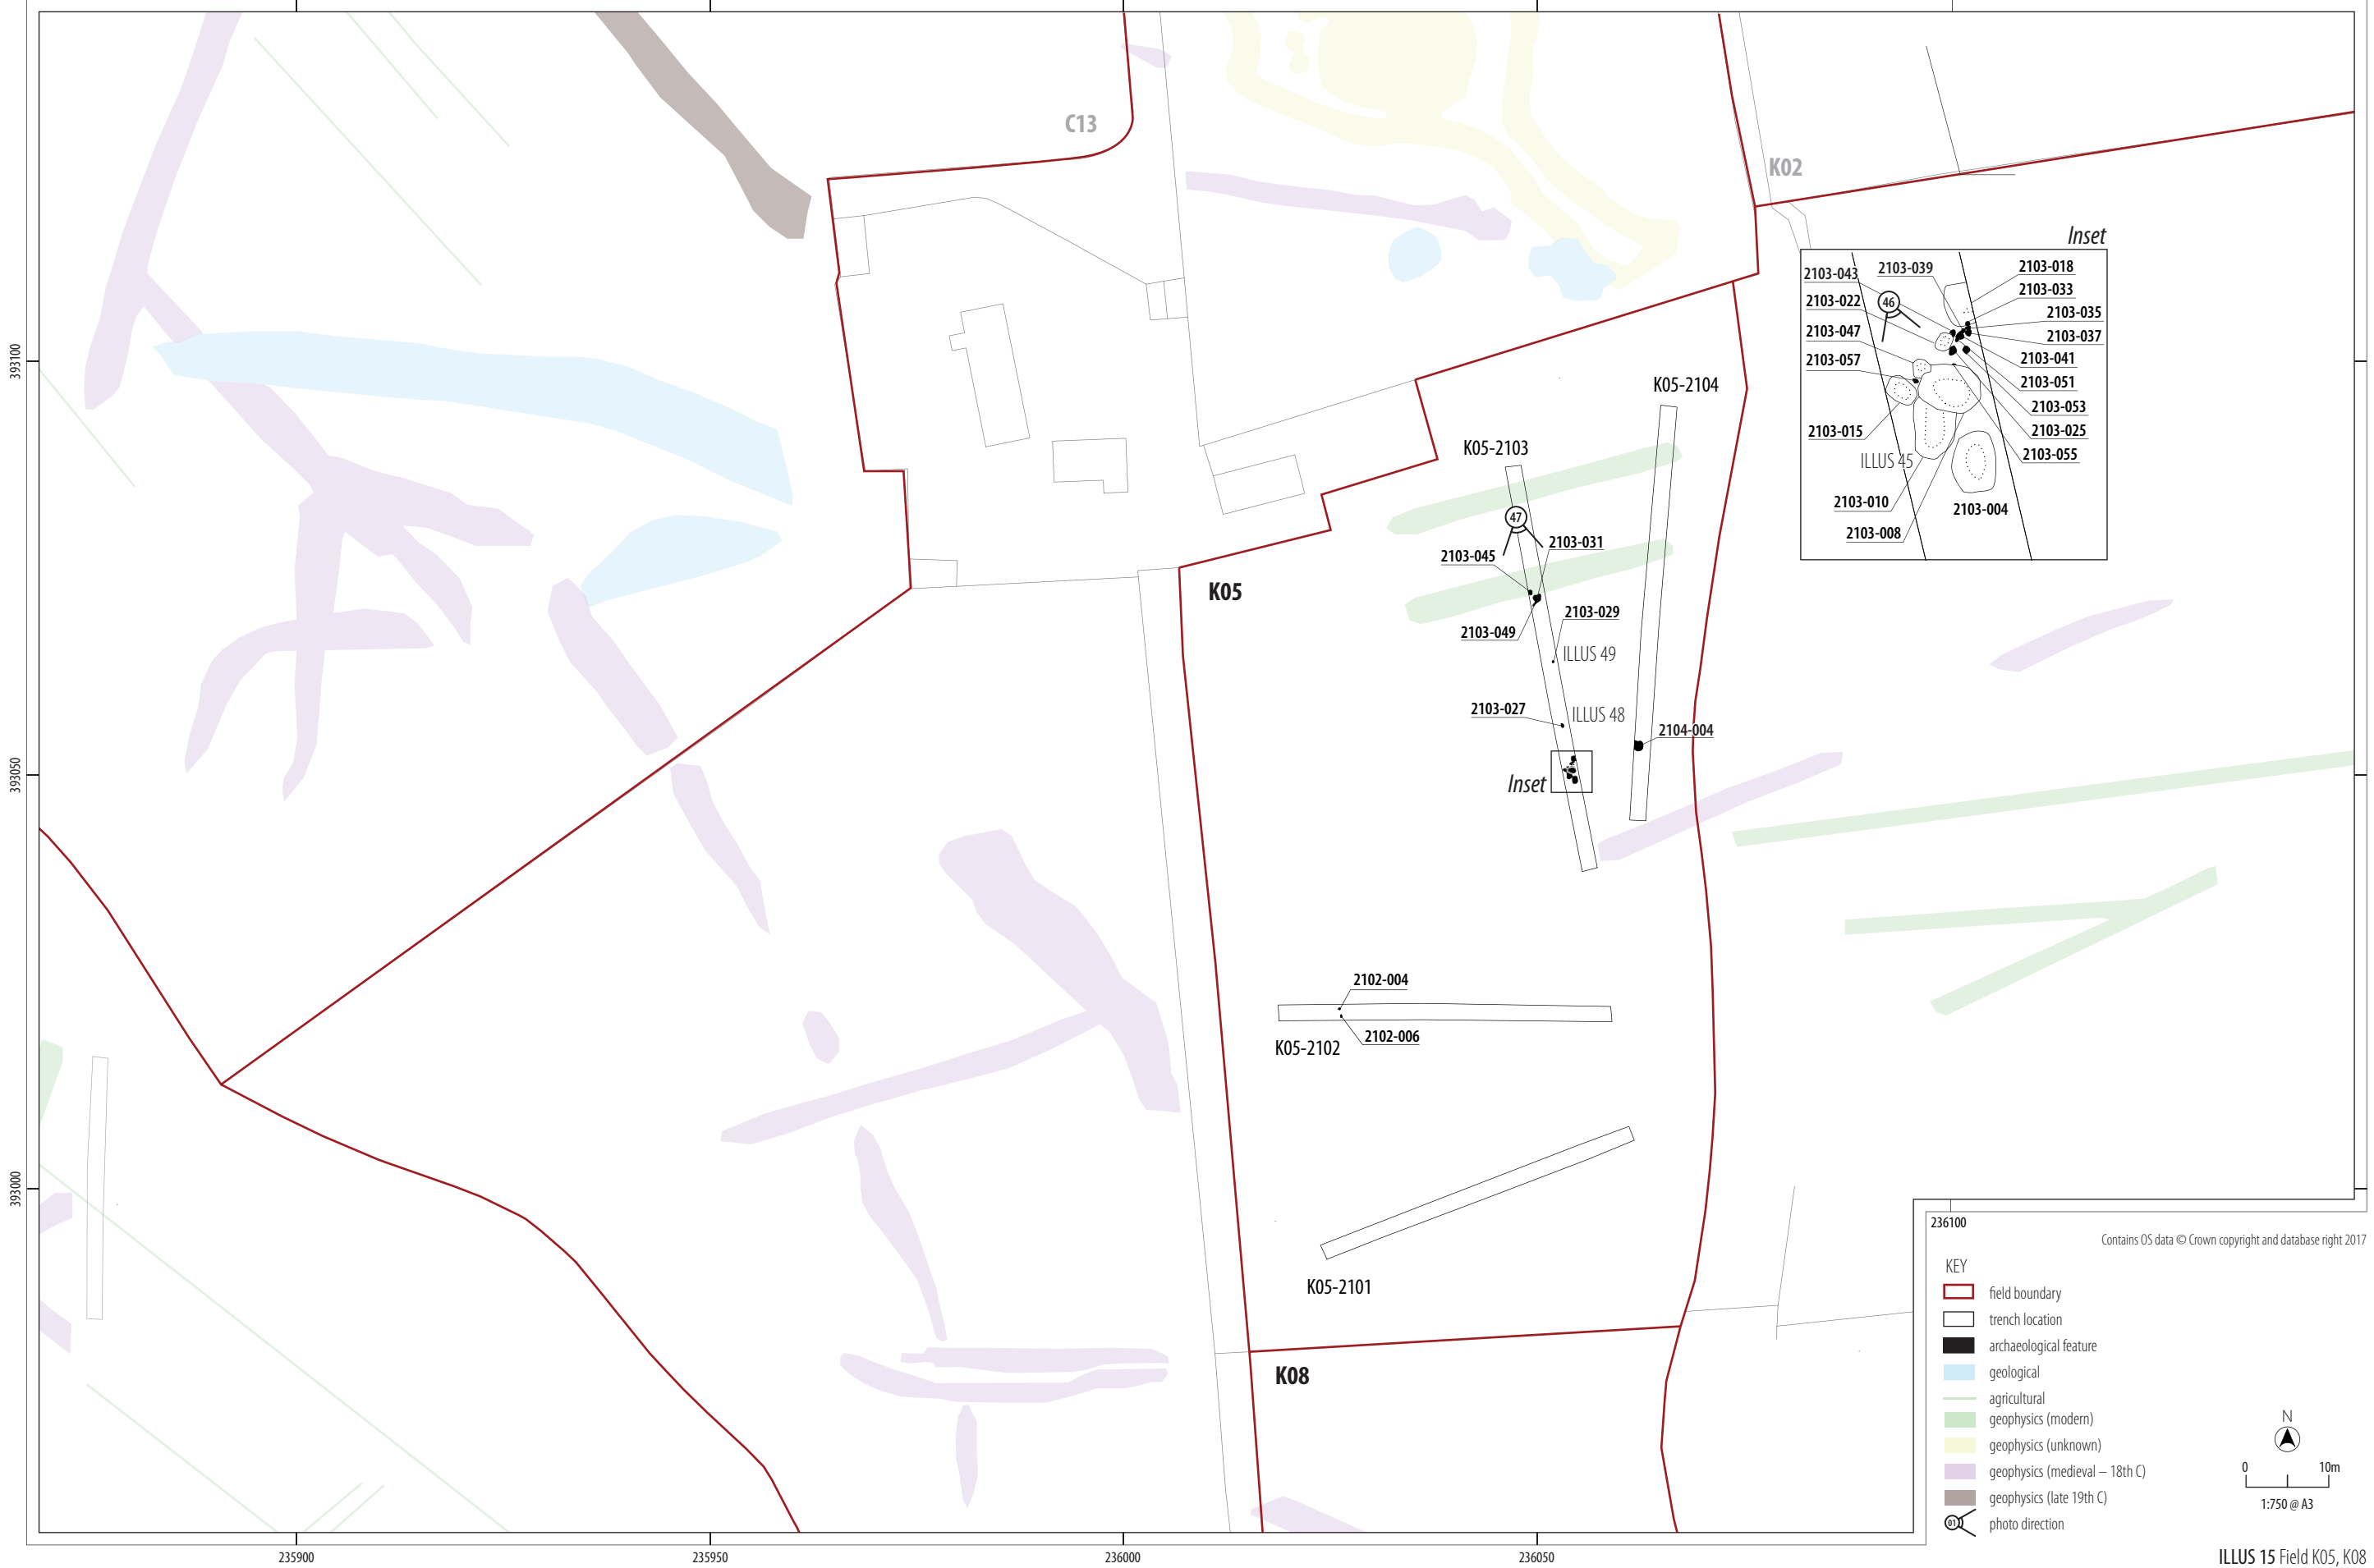 C13
K02
Inset
2103-043
2103-039
2103-018
2103-022
46
2103-033
2103-047
2103-035
2103-057
2103-037
2103-041
2103-051
2103-053
2103-015
2103-025
ILLUS 45
2103-055
2103-010
2103-004
2103-008
393100
K05-2104
K05-2103
47
2103-045
2103-031
K05
2103-029
2103-049
ILLUS 49
2103-027
ILLUS 48
2104-004
393050
Inset
2102-004
2102-006
K05-2102
393000
K05-2101
K08
236100
Contains OS data © Crown copyright and database right 2017
KEY
field boundary
trench location
archaeological feature
geological
agricultural
geophysics (modern)
geophysics (unknown)
geophysics (medieval – 18th C)
geophysics (late 19th C)
01
photo direction
N
0 10m
1:750 @ A3
235900
235950
236000
236050
ILLUS 15 Field K05, K08